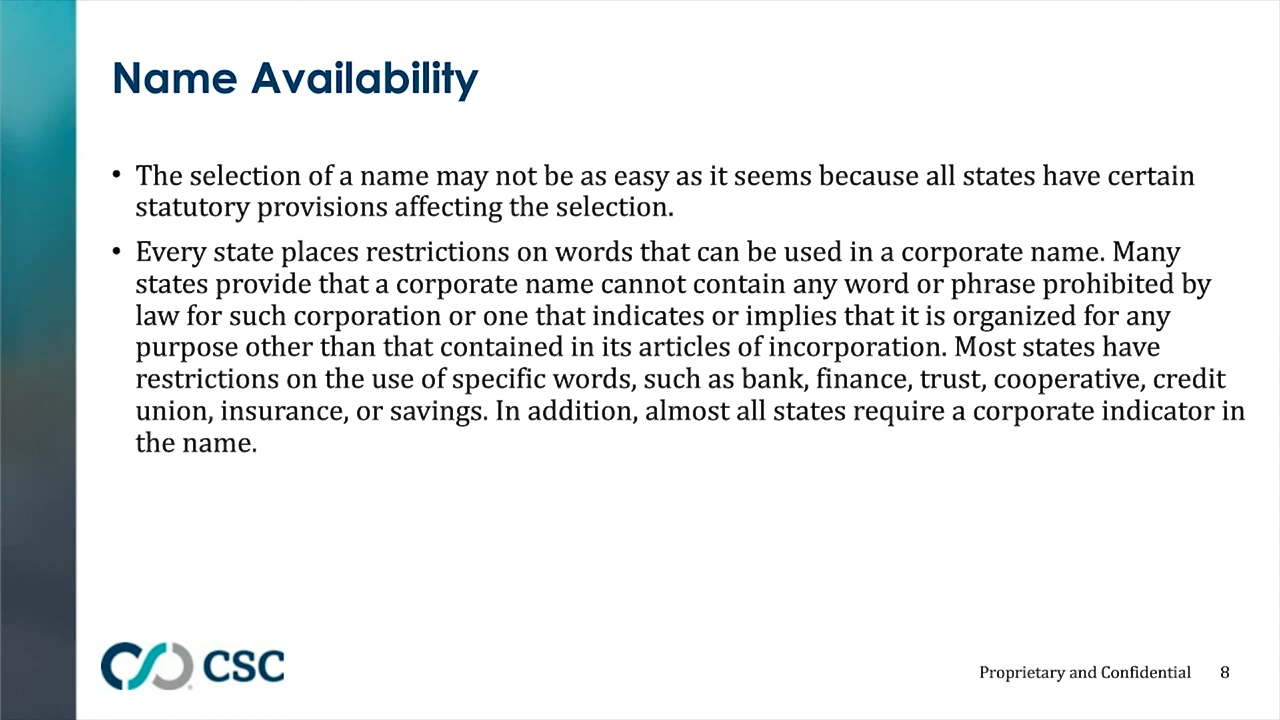 Name Availability
• The selection of a name may not be as easy as it seems because all states have certain
statutory provisions affecting the selection.
• Every state places restrictions on words that can be used in a corporate name. Many
states provide that a corporate name cannot contain any word or phrase prohibited by
law for such corporation or one that indicates or implies that it is organized for any
purpose other than that contained in its articles of incorporation. Most states have
restrictions on the use of specific words, such as bank, finance, trust, cooperative, credit
union, insurance, or savings. In addition, almost all states require a corporate indicator in
the name.
CSC
Proprietary and Confidential 8